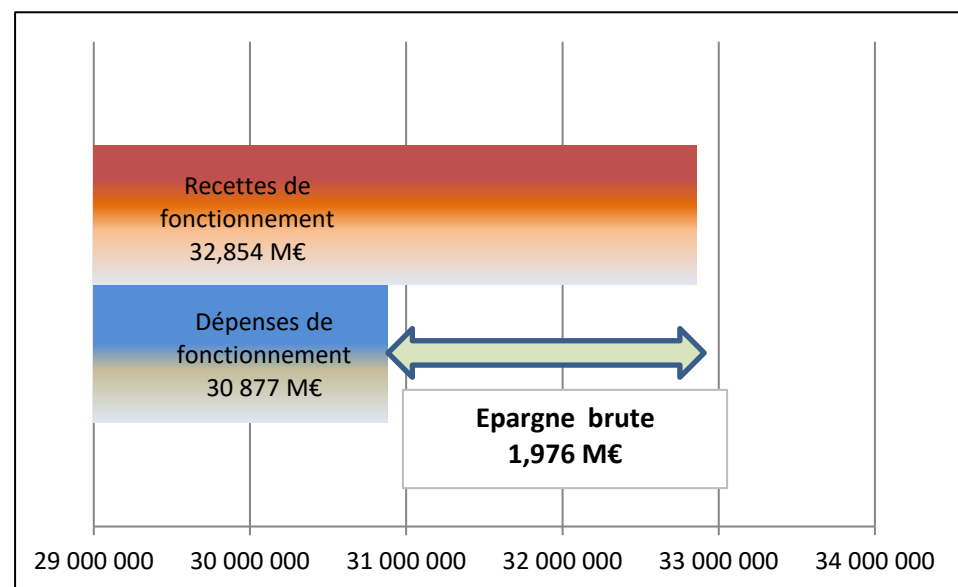 Recettes de
fonctionnement
32,854 M€
Dépenses de
fonctionnement
30 877 M€
Epargne brute
1,976 M€
29 000 000 30 000 000 31 000 000 32 000 000 33 000 000 34 000 000